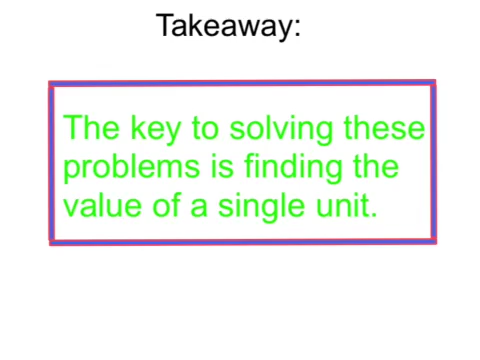 Takeaway:
The key to solving these
problems is finding the
value of a single unit.